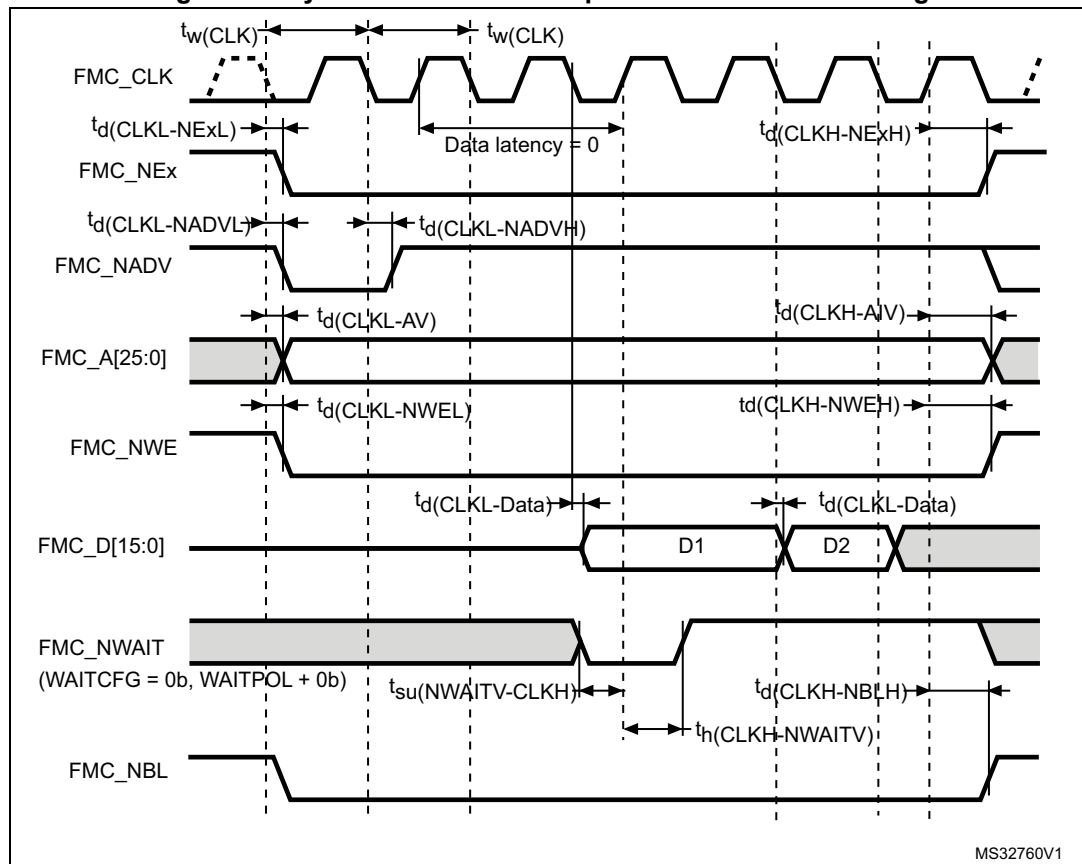 tw(CLK) tw(CLK)
FMC_CLK
td(CLKL-NExL) Data latency = 0 td(CLKH-NExH)
FMC_NEx
td(CLKL-NADVL) td(CLKL-NADVH)
FMC_NADV
td(CLKL-AV) td(CLKH-AIV)
FMC_A[25:0]
td(CLKL-NWEL) td(CLKH-NWEH)
FMC_NWE
td(CLKL-Data) td(CLKL-Data)
FMC_D[15:0] D1 D2
FMC_NWAIT
(WAITCFG = 0b, WAITPOL + 0b)
tsu(NWAITV-CLKH) td(CLKH-NBLH)
th(CLKH-NWAITV)
FMC_NBL
MS32760V1